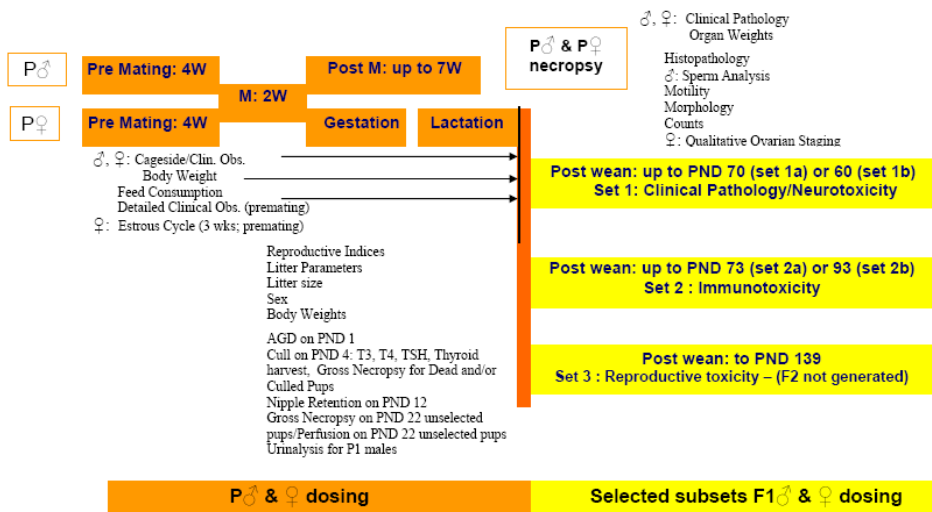 ♂, ♀: Clinical Pathology
Organ Weights
Histopathology
♂: Sperm Analysis
Motility
Morphology
Counts
♀: Qualitative Ovarian Staging
P♂ & P♀
necropsy
P♂
Pre Mating: 4W
Post M: up to 7W
M: 2W
P♀
Pre Mating: 4W
Gestation
Lactation
♂, ♀: Cageside/Clin. Obs.
Body Weight
Feed Consumption
Detailed Clinical Obs. (premating)
♀: Estrous Cycle (3 wks; premating)
Reproductive Indices
Litter Parameters
Litter size
Sex
Body Weights
AGD on PND 1
Cull on PND 4: T3, T4, TSH, Thyroid
harvest, Gross Necropsy for Dead and/or
Culled Pups
Nipple Retention on PND 12
Gross Necropsy on PND 22 unselected
pups/Perfusion on PND 22 unselected pups
Urinalysis for P1 males
Post wean: up to PND 70 (set 1a) or 60 (set 1b)
Set 1: Clinical Pathology/Neurotoxicity
Post wean: up to PND 73 (set 2a) or 93 (set 2b)
Set 2 : Immunotoxicity
Post wean: to PND 139
Set 3 : Reproductive toxicity – (F2 not generated)
P♂ & ♀ dosing
Selected subsets F1♂ & ♀ dosing